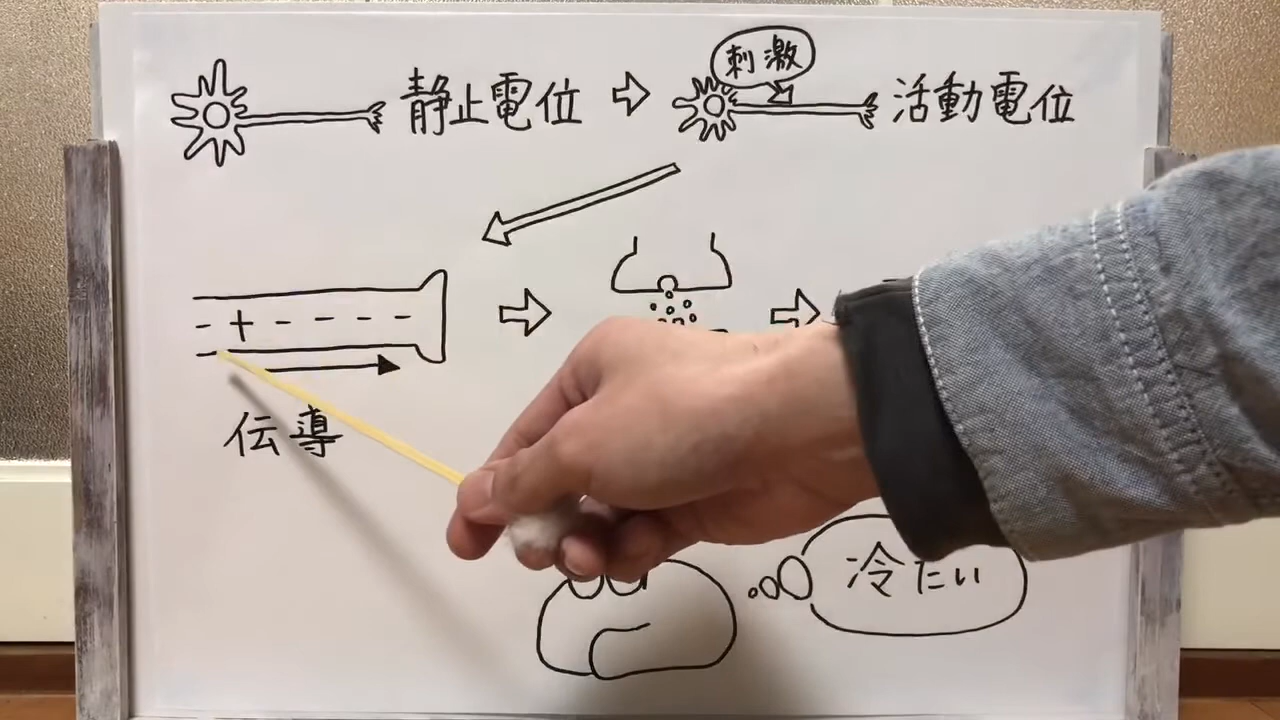 刺激
静止電位
活動電位
- + - - - -
伝導
冷たい